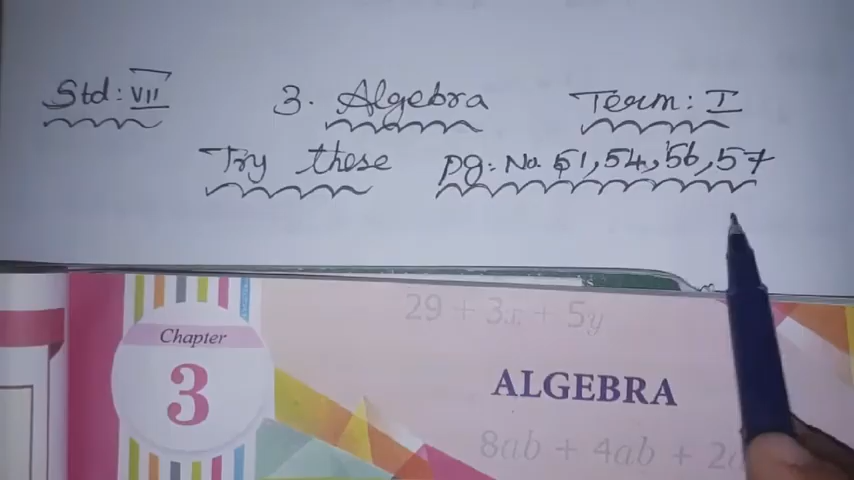 Std: VII 3. Algebra Term: I
Try these pg: No. 51, 54, 56, 57
29 + 3x + 5y
Chapter
3
ALGEBRA
8ab + 4ab + 2a